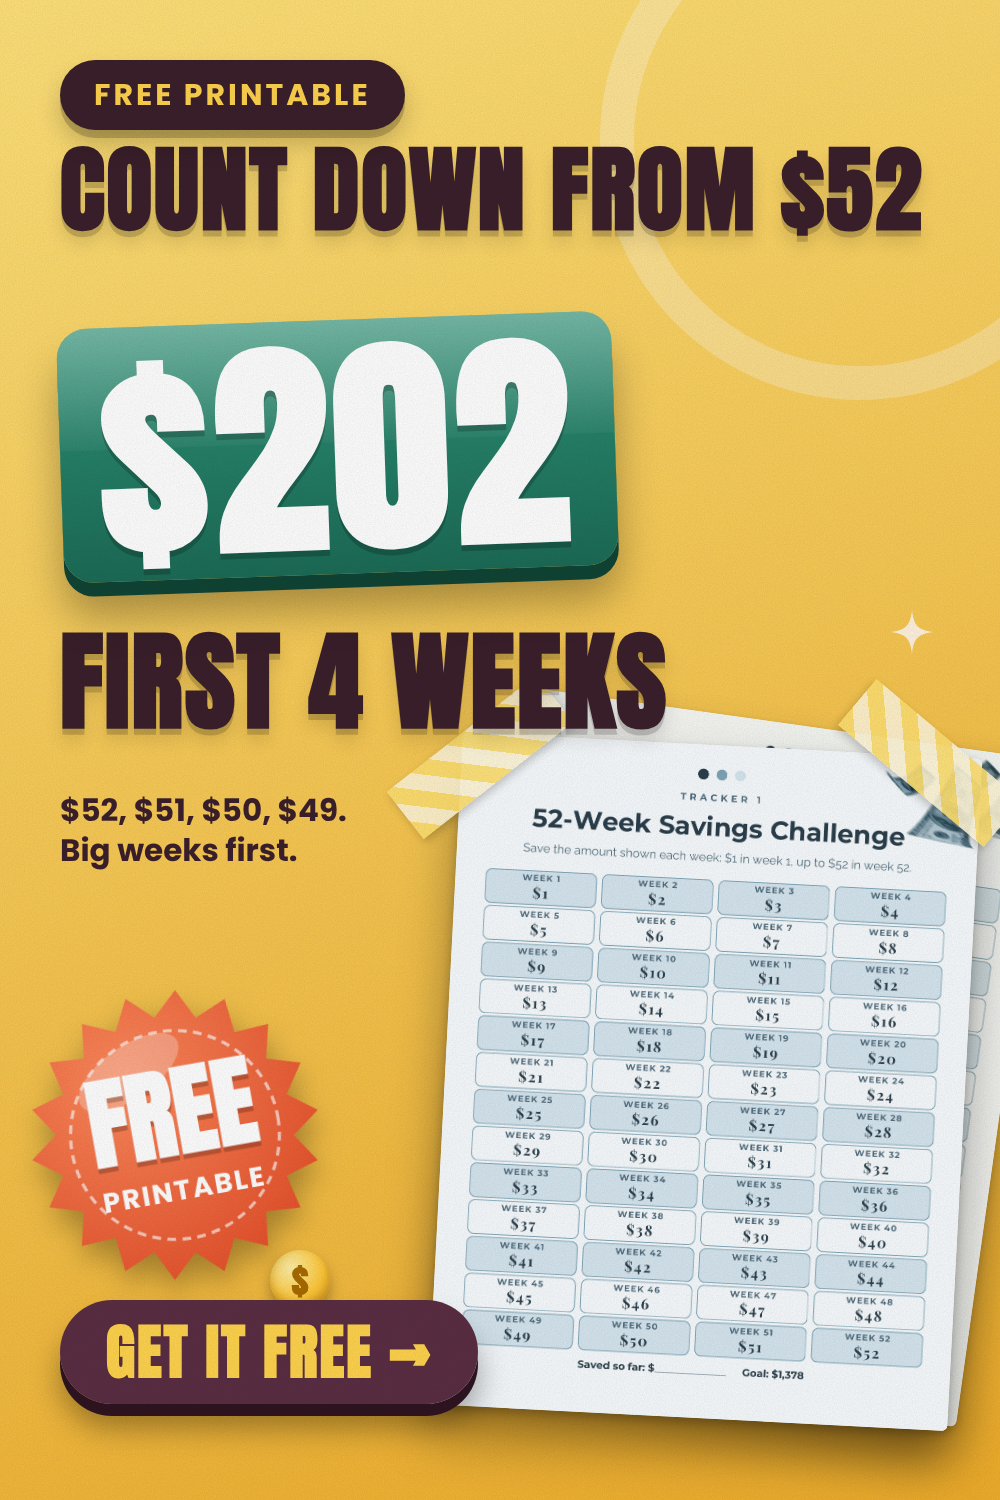 FREE PRINTABLE
COUNT DOWN FROM $52
$202
FIRST 4 WEEKS
$52, $51, $50, $49.
Big weeks first.
FREE
PRINTABLE
$
GET IT FREE →
TRACKER 1
52-Week Savings Challenge
Save the amount shown each week: $1 in week 1, up to $52 in week 52.
WEEK 1 WEEK 2 WEEK 3 WEEK 4
$1 $2 $3 $4
WEEK 5 WEEK 6 WEEK 7 WEEK 8
$5 $6 $7 $8
WEEK 9 WEEK 10 WEEK 11 WEEK 12
$9 $10 $11 $12
WEEK 13 WEEK 14 WEEK 15 WEEK 16
$13 $14 $15 $16
WEEK 17 WEEK 18 WEEK 19 WEEK 20
$17 $18 $19 $20
WEEK 21 WEEK 22 WEEK 23 WEEK 24
$21 $22 $23 $24
WEEK 25 WEEK 26 WEEK 27 WEEK 28
$25 $26 $27 $28
WEEK 29 WEEK 30 WEEK 31 WEEK 32
$29 $30 $31 $32
WEEK 33 WEEK 34 WEEK 35 WEEK 36
$33 $34 $35 $36
WEEK 37 WEEK 38 WEEK 39 WEEK 40
$37 $38 $39 $40
WEEK 41 WEEK 42 WEEK 43 WEEK 44
$41 $42 $43 $44
WEEK 45 WEEK 46 WEEK 47 WEEK 48
$45 $46 $47 $48
WEEK 49 WEEK 50 WEEK 51 WEEK 52
$49 $50 $51 $52
Saved so far: $____________ Goal: $1,378